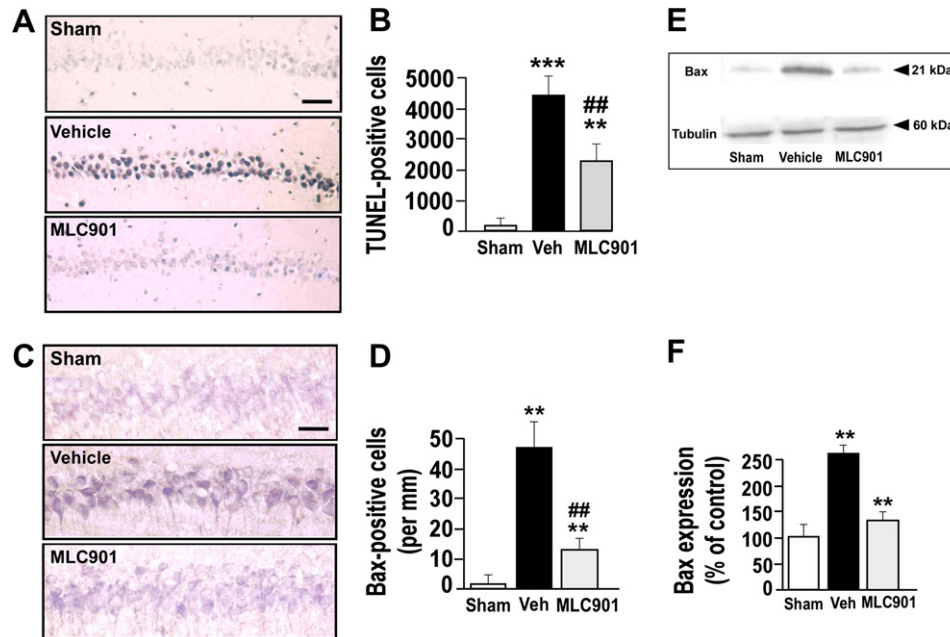 A
Sham
Vehicle
MLC901
B
TUNEL-positive cells
5000
4000
3000
2000
1000
0
***
##
**
Sham Veh MLC901
E
Bax
21 kDa
Tubulin
60 kDa
Sham Vehicle MLC901
C
Sham
Vehicle
MLC901
D
Bax-positive cells
(per mm)
50
40
30
20
10
0
**
##
**
Sham Veh MLC901
F
Bax expression
(% of control)
250
200
150
100
50
0
**
**
Sham Veh MLC901